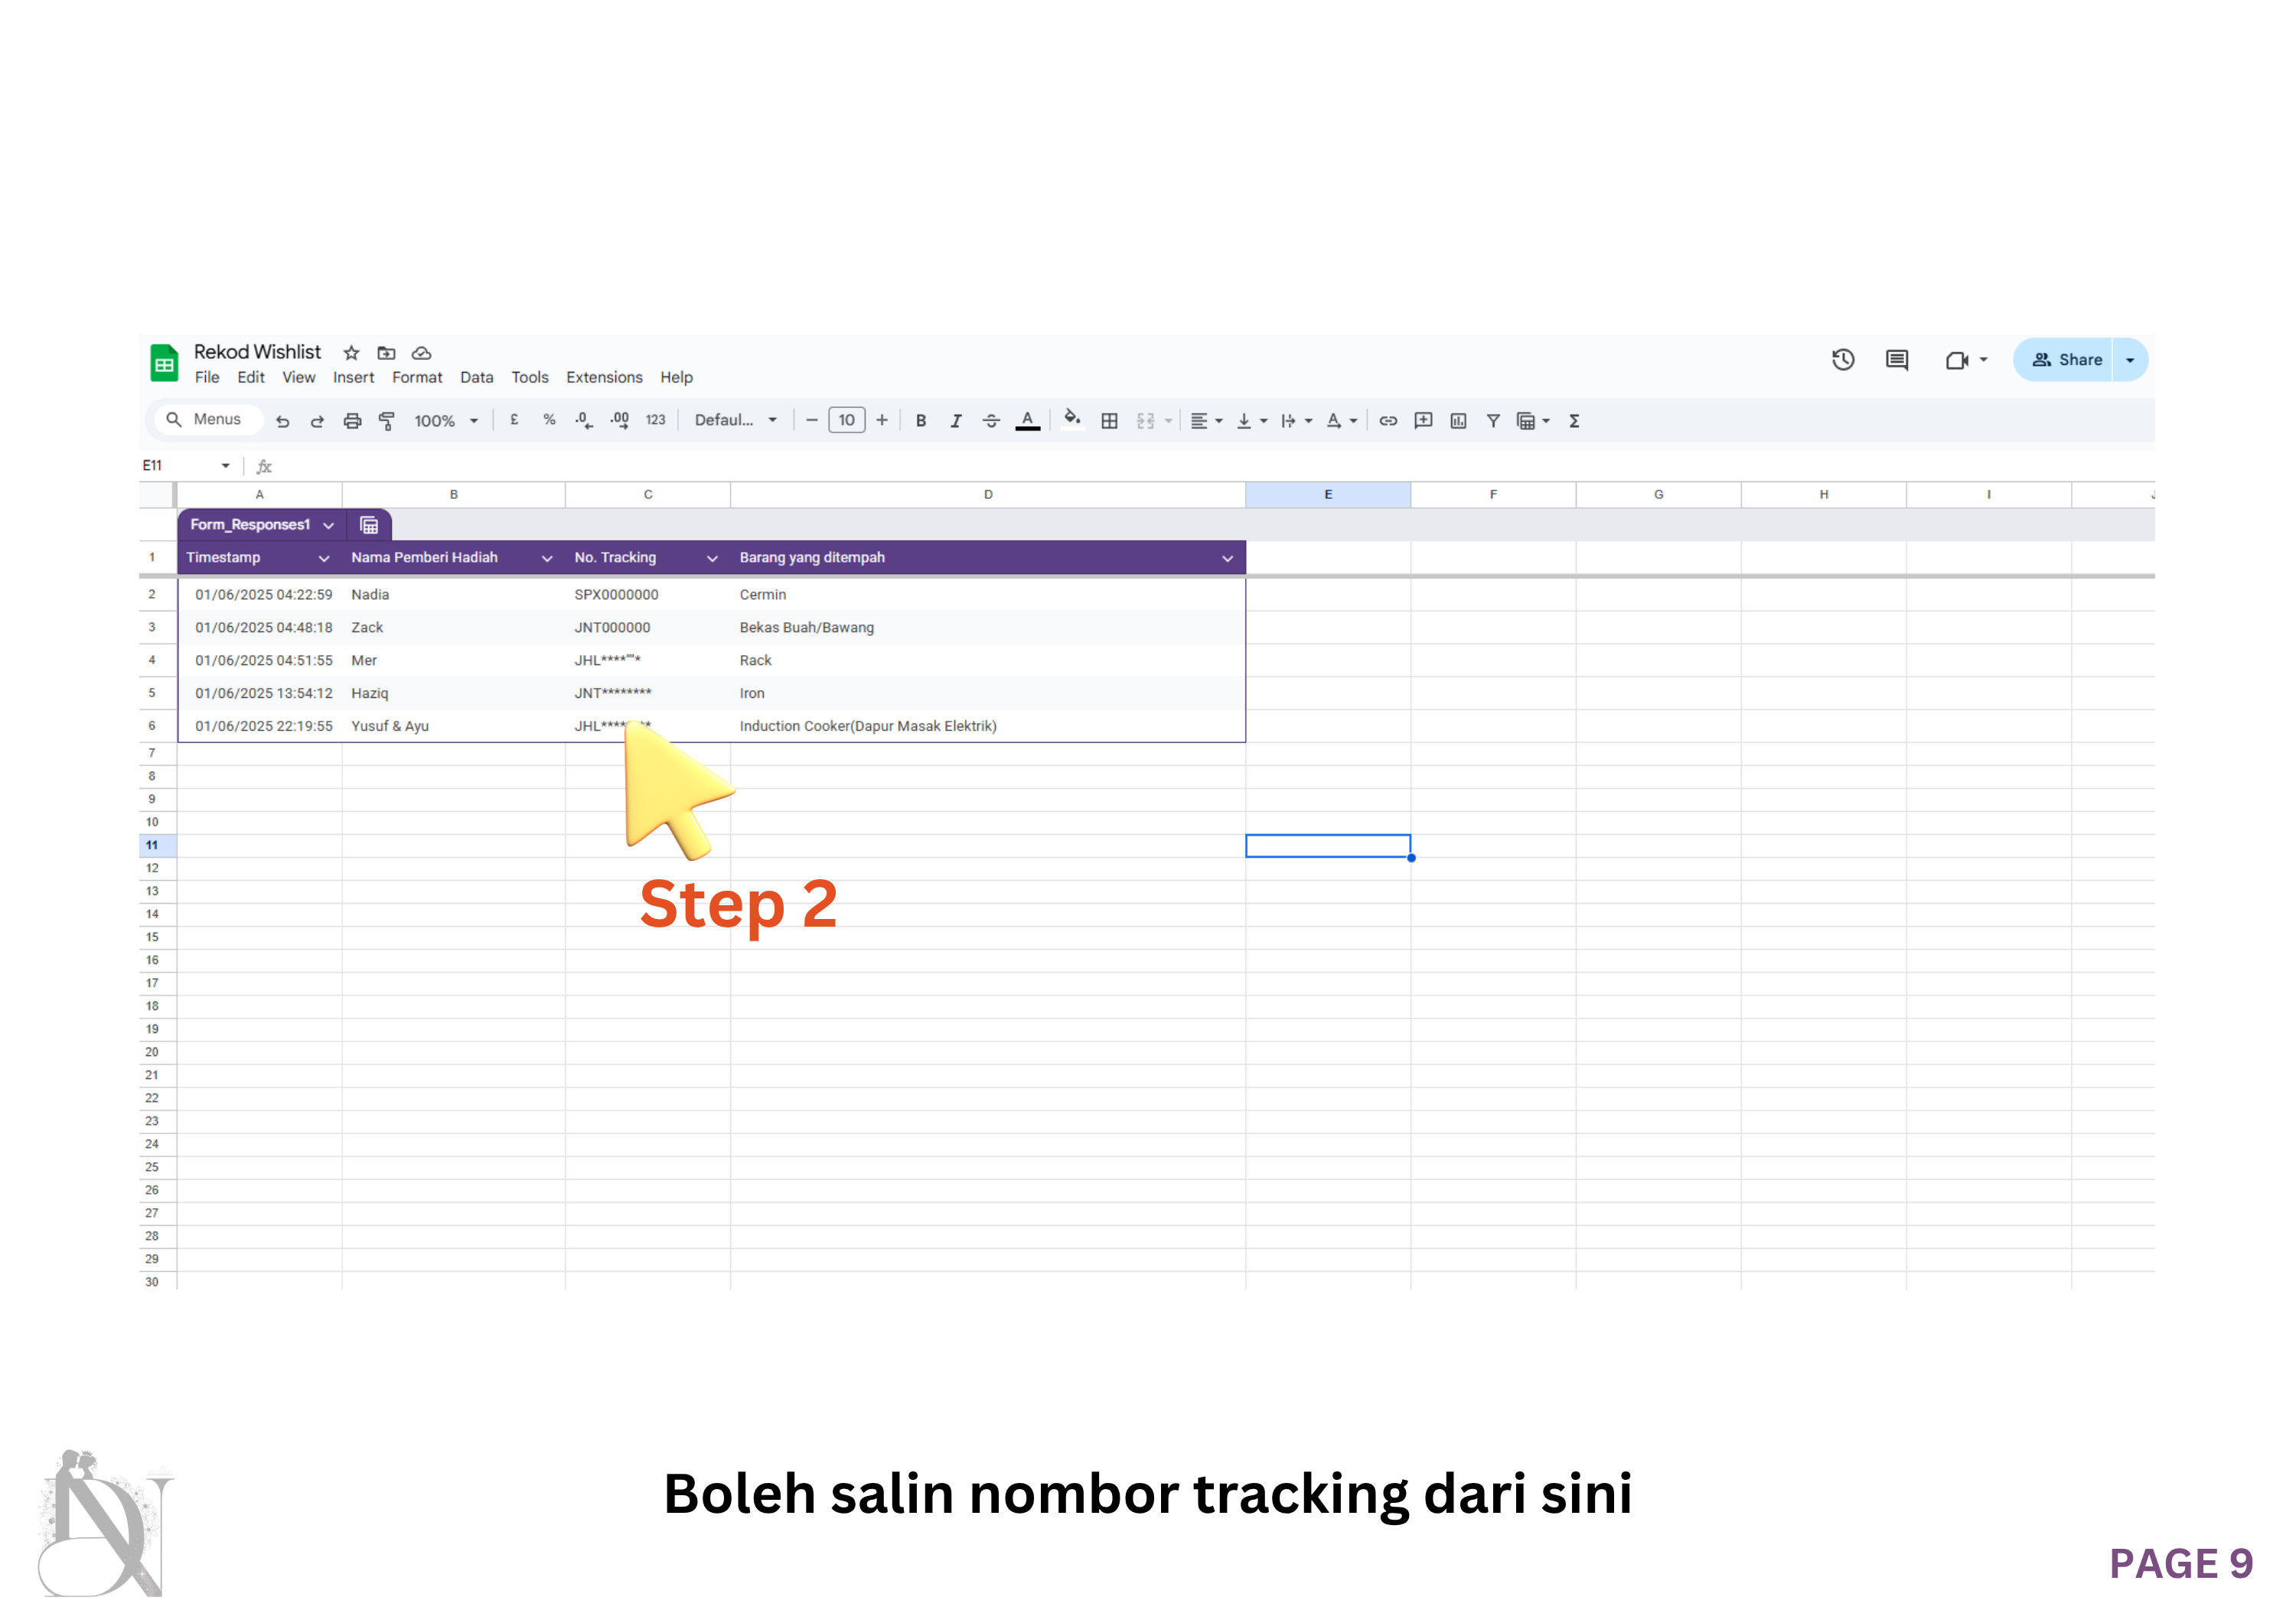 Rekod Wishlist
File Edit View Insert Format Data Tools Extensions Help
Share
Menus 100% £ % .0 .00 123 Defaul... 10 B I S A Σ
E11 fx
A B C D E F G H I
Form_Responses1
1 Timestamp Nama Pemberi Hadiah No. Tracking Barang yang ditempah
2 01/06/2025 04:22:59 Nadia SPX0000000 Cermin
3 01/06/2025 04:48:18 Zack JNT000000 Bekas Buah/Bawang
4 01/06/2025 04:51:55 Mer JHL****""* Rack
5 01/06/2025 13:54:12 Haziq JNT******** Iron
6 01/06/2025 22:19:55 Yusuf & Ayu JHL**** Induction Cooker(Dapur Masak Elektrik)
7
8
9
10
11
12
13
Step 2
14
15
16
17
18
19
20
21
22
23
24
25
26
27
28
29
30
Boleh salin nombor tracking dari sini
PAGE 9